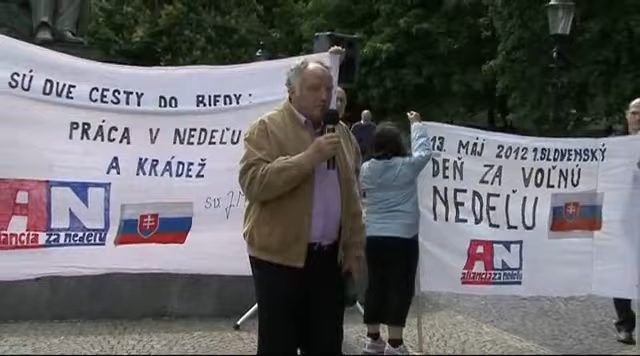 SÚ DVE CESTY DO BIEDY:
PRÁCA V NEDEĽU
A KRÁDEŽ
AN
liancia za nedeľu
13. MÁJ 2012 1.SLOVENSKÝ
DEŇ ZA VOĽNÚ
NEDEĽU
AN
aliancia za nedeľu